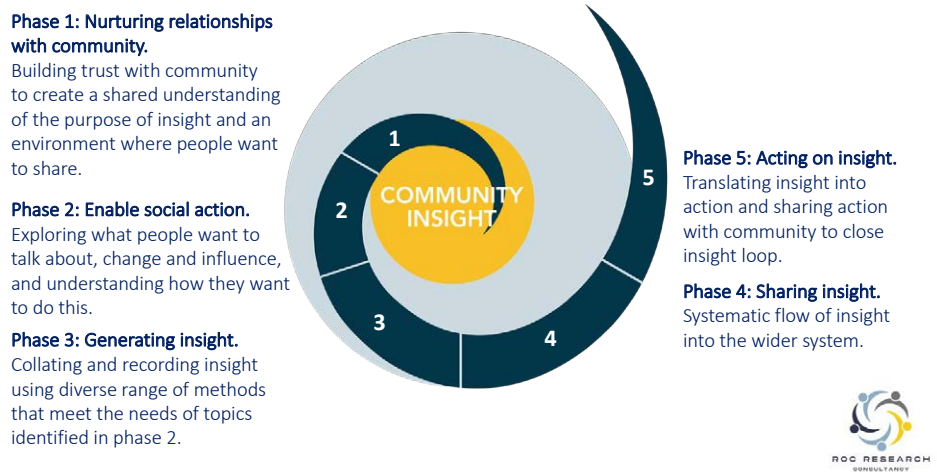 Phase 1: Nurturing relationships
with community.
Building trust with community
to create a shared understanding
of the purpose of insight and an
environment where people want
to share.
Phase 2: Enable social action.
Exploring what people want to
talk about, change and influence,
and understanding how they want
to do this.
Phase 3: Generating insight.
Collating and recording insight
using diverse range of methods
that meet the needs of topics
identified in phase 2.
1
2
3
4
5
COMMUNITY
INSIGHT
Phase 5: Acting on insight.
Translating insight into
action and sharing action
with community to close
insight loop.
Phase 4: Sharing insight.
Systematic flow of insight
into the wider system.
ROC RESEARCH
CONSULTANCY